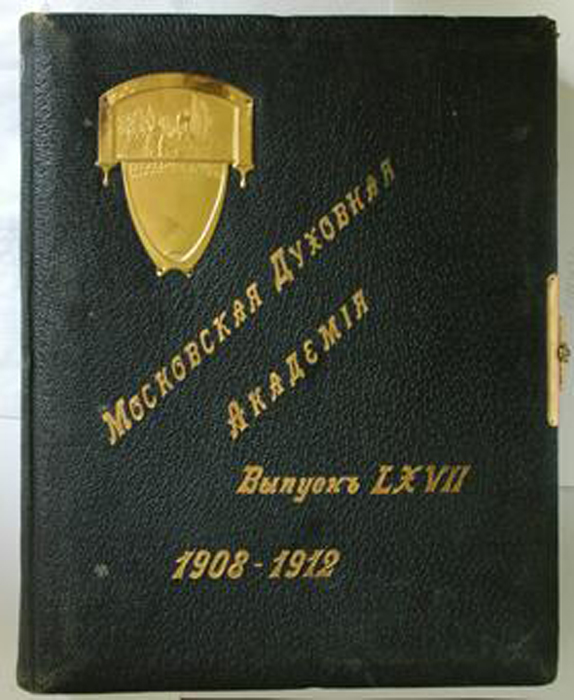 Московская Духовная
Академія
Выпускъ LXVII
1908-1912